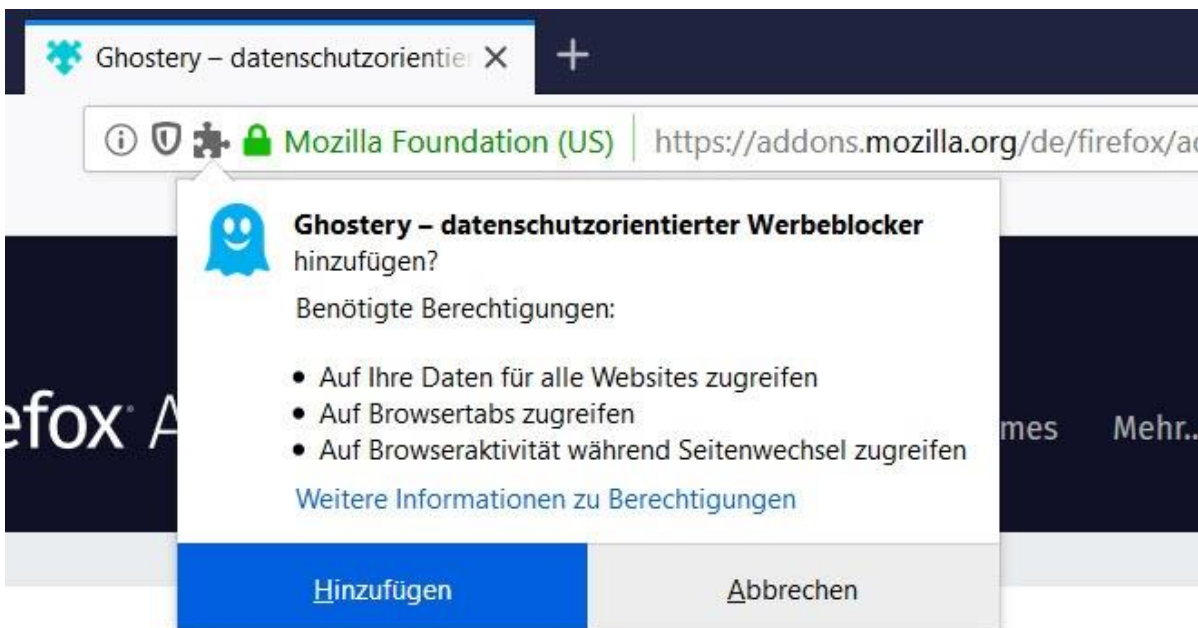 Ghostery – datenschutzorientie
Mozilla Foundation (US) https://addons.mozilla.org/de/firefox/a
Ghostery – datenschutzorientierter Werbeblocker
hinzufügen?
Benötigte Berechtigungen:
• Auf Ihre Daten für alle Websites zugreifen
• Auf Browsertabs zugreifen
• Auf Browseraktivität während Seitenwechsel zugreifen
Weitere Informationen zu Berechtigungen
efox A
mes Mehr..
Hinzufügen Abbrechen